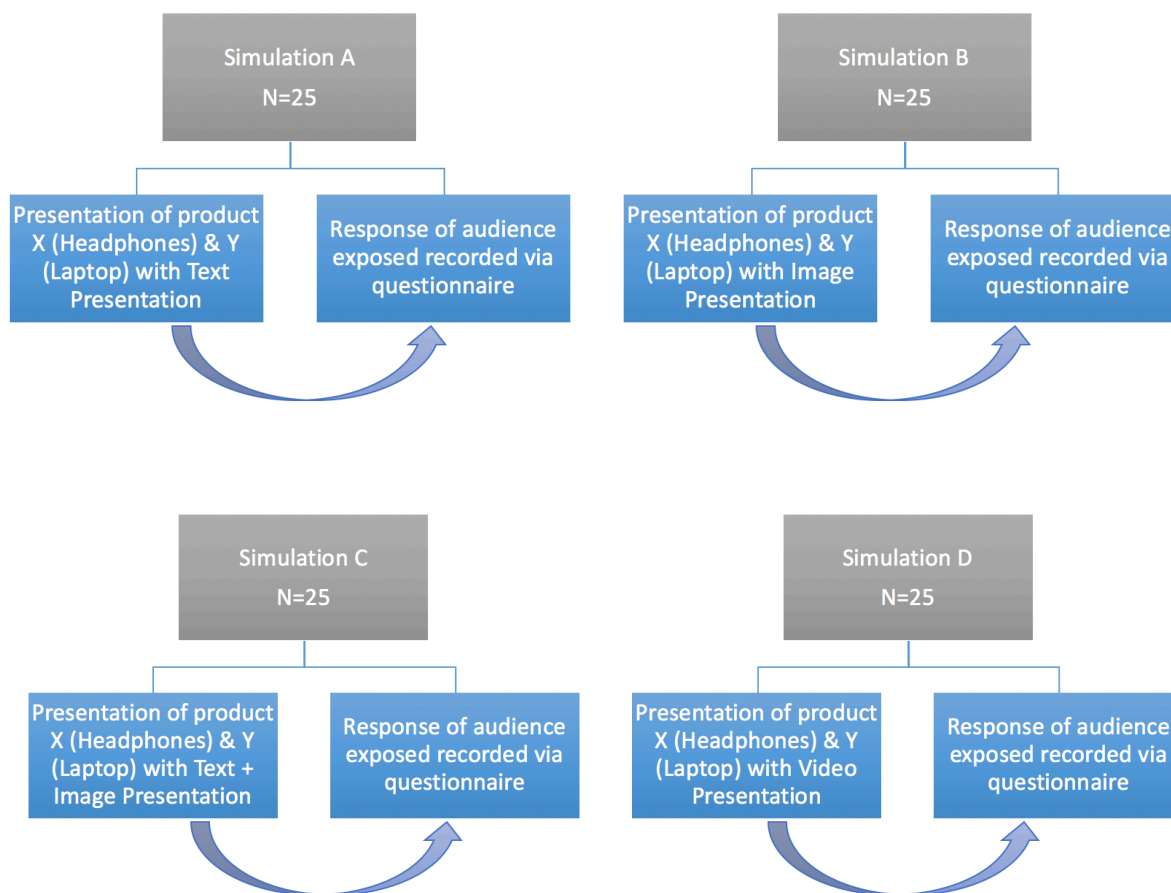 Simulation A
N=25
Presentation of product
X (Headphones) & Y
(Laptop) with Text
Presentation
Response of audience
exposed recorded via
questionnaire
Simulation B
N=25
Presentation of product
X (Headphones) & Y
(Laptop) with Image
Presentation
Response of audience
exposed recorded via
questionnaire
Simulation C
N=25
Presentation of product
X (Headphones) & Y
(Laptop) with Text +
Image Presentation
Response of audience
exposed recorded via
questionnaire
Simulation D
N=25
Presentation of product
X (Headphones) & Y
(Laptop) with Video
Presentation
Response of audience
exposed recorded via
questionnaire